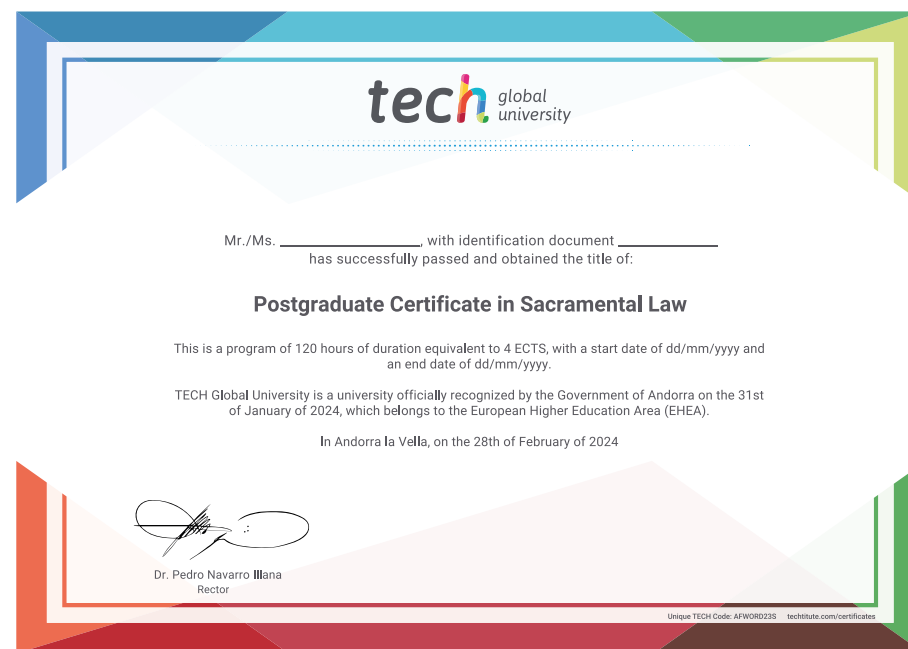 tech global
university
Mr./Ms. ____________, with identification document ____________
has successfully passed and obtained the title of:
Postgraduate Certificate in Sacramental Law
This is a program of 120 hours of duration equivalent to 4 ECTS, with a start date of dd/mm/yyyy and
an end date of dd/mm/yyyy.
TECH Global University is a university officially recognized by the Government of Andorra on the 31st
of January of 2024, which belongs to the European Higher Education Area (EHEA).
In Andorra la Vella, on the 28th of February of 2024
Dr. Pedro Navarro Illana
Rector
Unique TECH Code: AFWORD23S techtitute.com/certificates